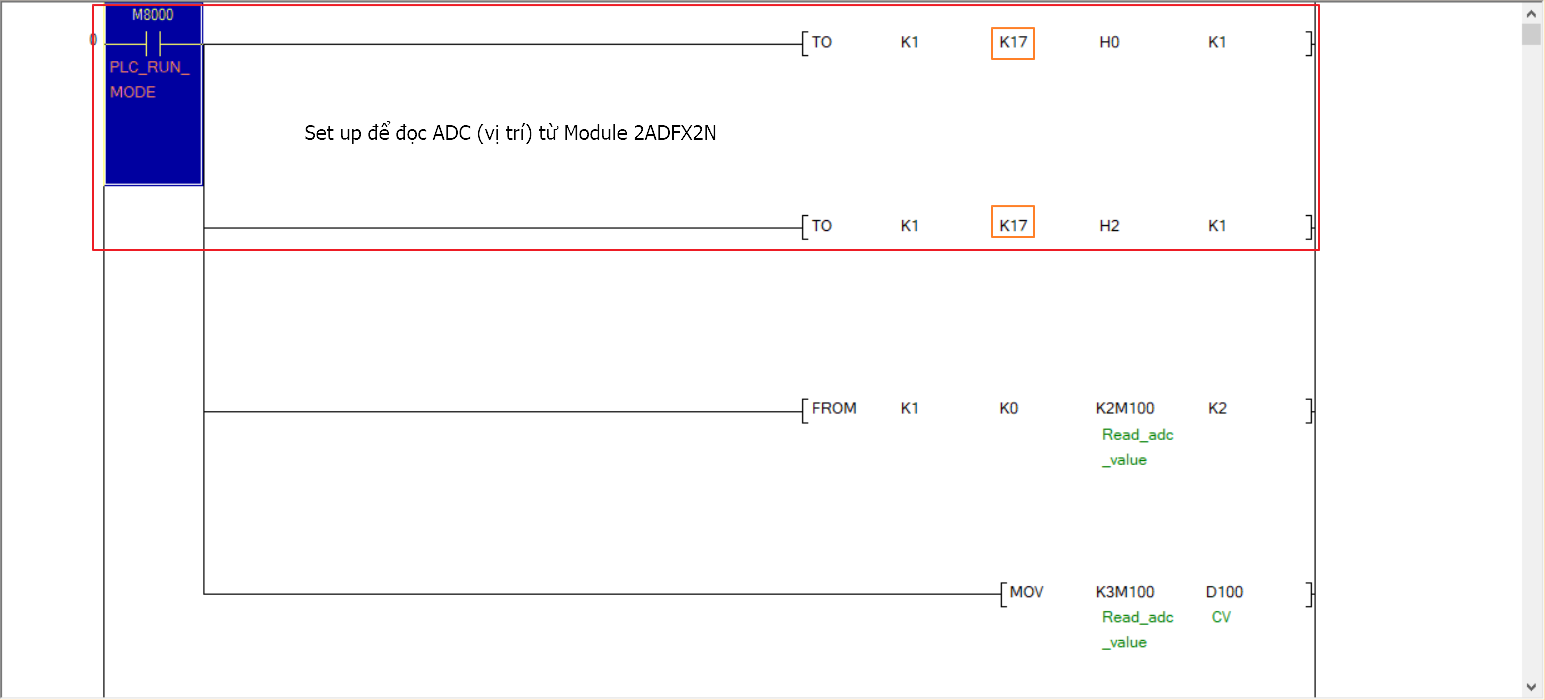 M8000
0
TO K1 K17 H0 K1
PLC_RUN_
MODE
Set up để đọc ADC (vị trí) từ Module 2ADFX2N
TO K1 K17 H2 K1
FROM K1 K0 K2M100 K2
Read_adc
_value
MOV K3M100 D100
Read_adc CV
_value